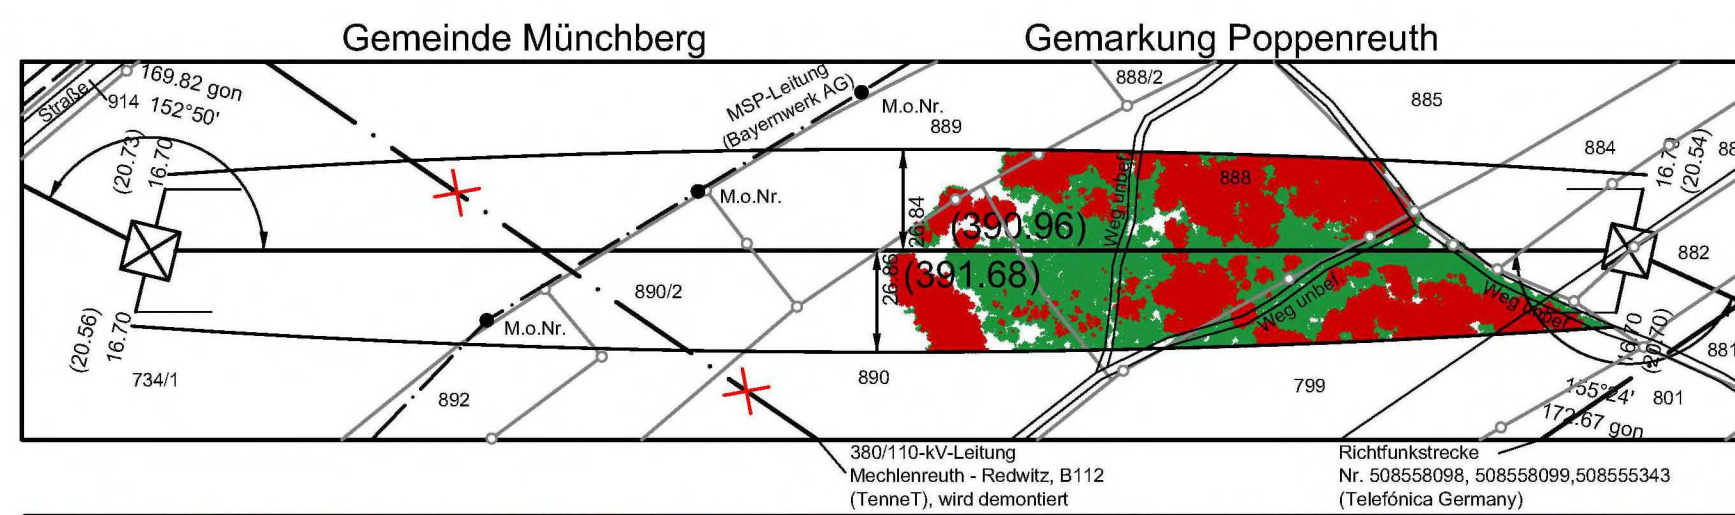 Gemeinde Münchberg
Gemarkung Poppenreuth
Straße
914
169.82 gon
152°50'
(20.73)
16.70
MSP-Leitung
(Bayernwerk AG)
M.o.Nr.
889
888/2
885
884
16.7
(20.54)
88
M.o.Nr.
26.84
(390.96)
Weg unbef
888
882
26.86
(391.68)
890/2
Weg unbef
Weg unbef
(20.56)
16.70
M.o.Nr.
734/1
892
890
799
16.70
(20.70)
881
155°24'
172.67 gon
801
380/110-kV-Leitung
Mechlenreuth - Redwitz, B112
(TenneT), wird demontiert
Richtfunkstrecke
Nr. 508558098, 508558099,508555343
(Telefónica Germany)